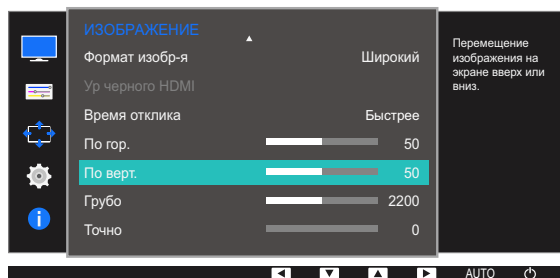 ИЗОБРАЖЕНИЕ
Формат изобр-я Широкий
Ур черного HDMI
Время отклика Быстрее
По гор. 50
По верт. 50
Грубо 2200
Точно 0
Перемещение
изображения на
экране вверх или
вниз.
AUTO